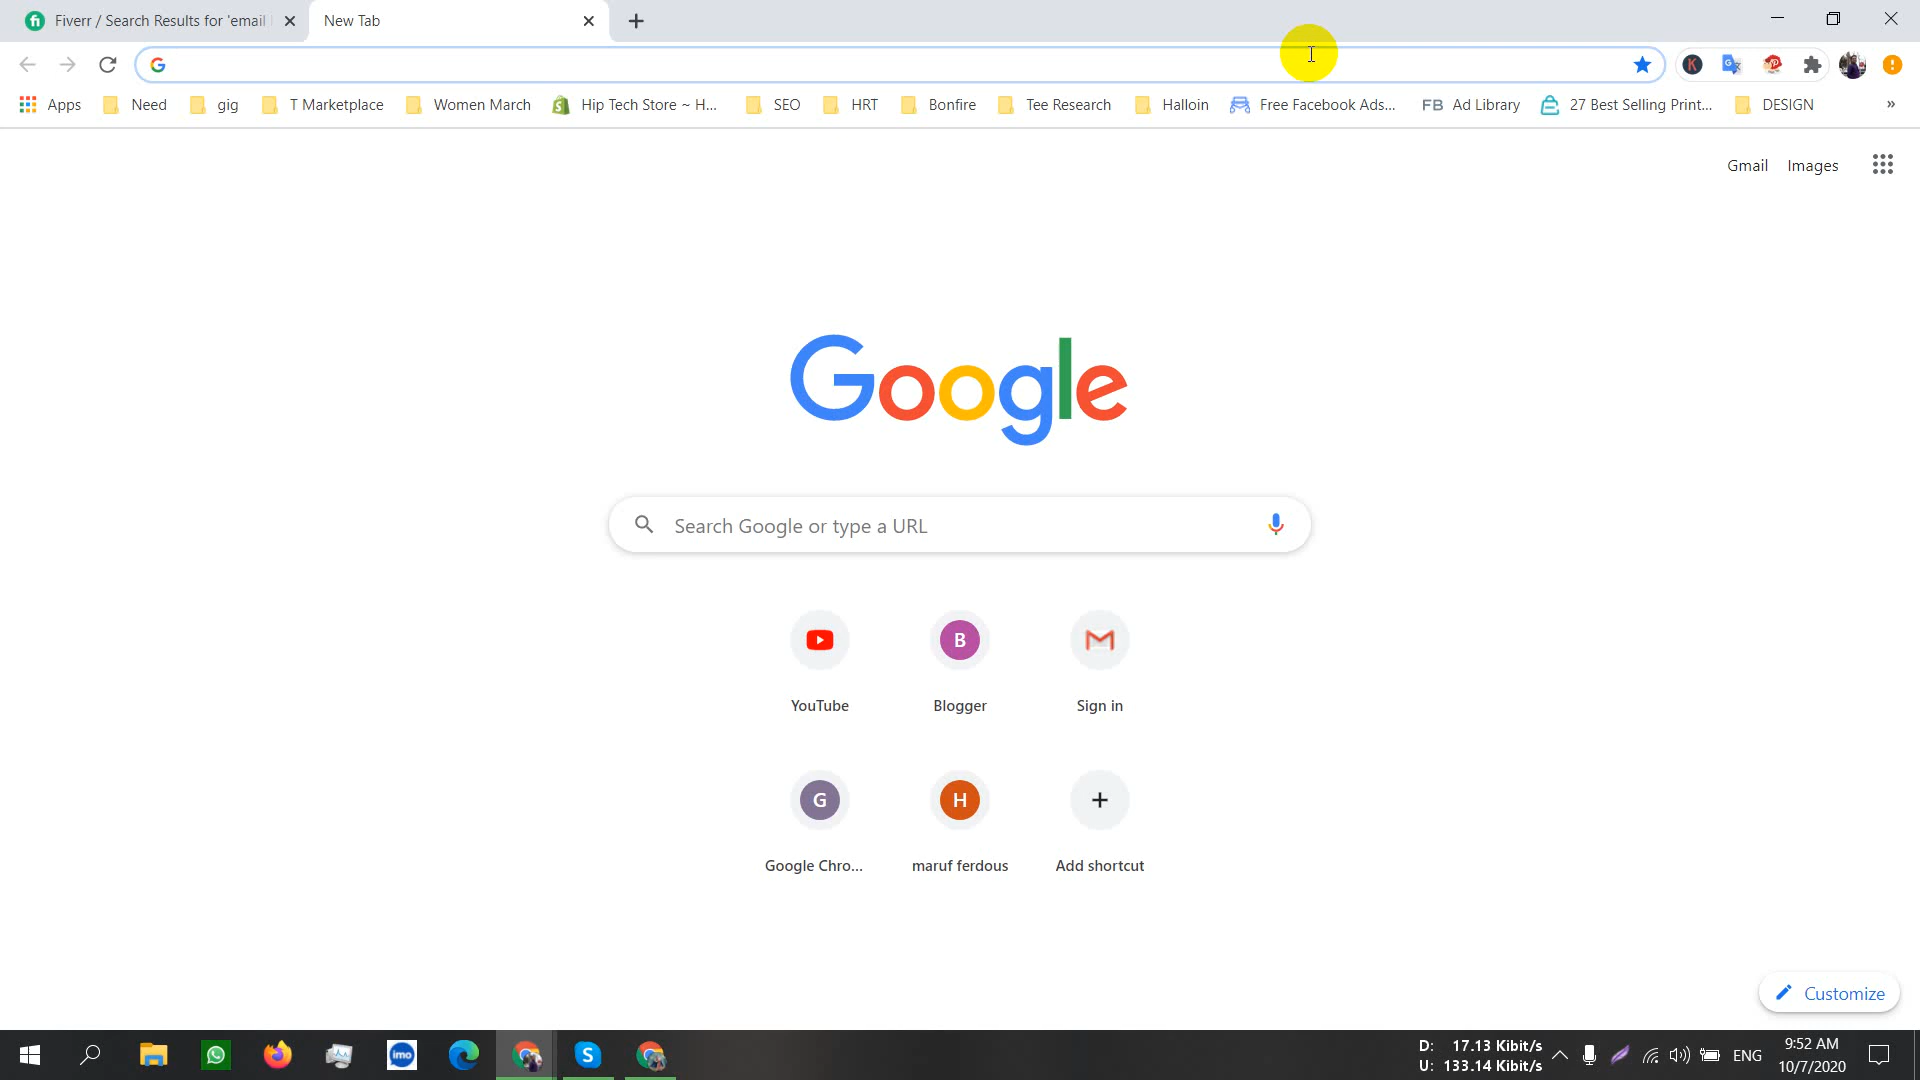 Fiverr / Search Results for 'email
New Tab
Apps
Need
gig
T Marketplace
Women March
Hip Tech Store ~ H...
SEO
HRT
Bonfire
Tee Research
Halloin
Free Facebook Ads...
FB Ad Library
27 Best Selling Print...
DESIGN
»
Gmail
Images
Google
Search Google or type a URL
YouTube
B
Blogger
Sign in
G
Google Chro...
H
maruf ferdous
Add shortcut
Customize
imo
D: 17.13 Kibit/s
U: 133.14 Kibit/s
ENG
9:52 AM
10/7/2020